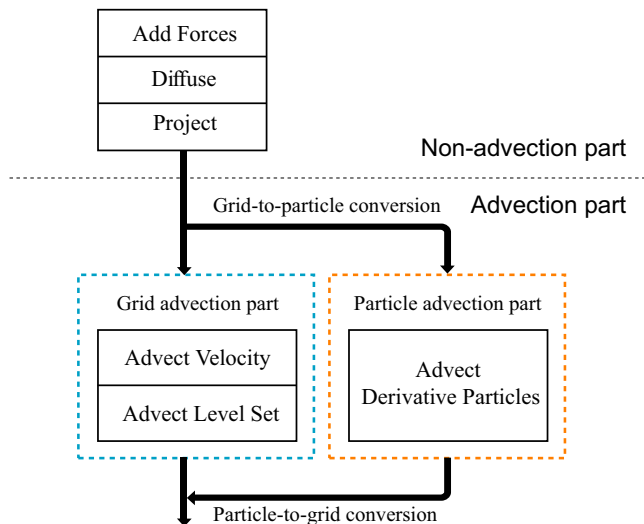 Add Forces
Diffuse
Project
Non-advection part
Advection part
Grid-to-particle conversion
Grid advection part
Advect Velocity
Advect Level Set
Particle advection part
Advect
Derivative Particles
Particle-to-grid conversion